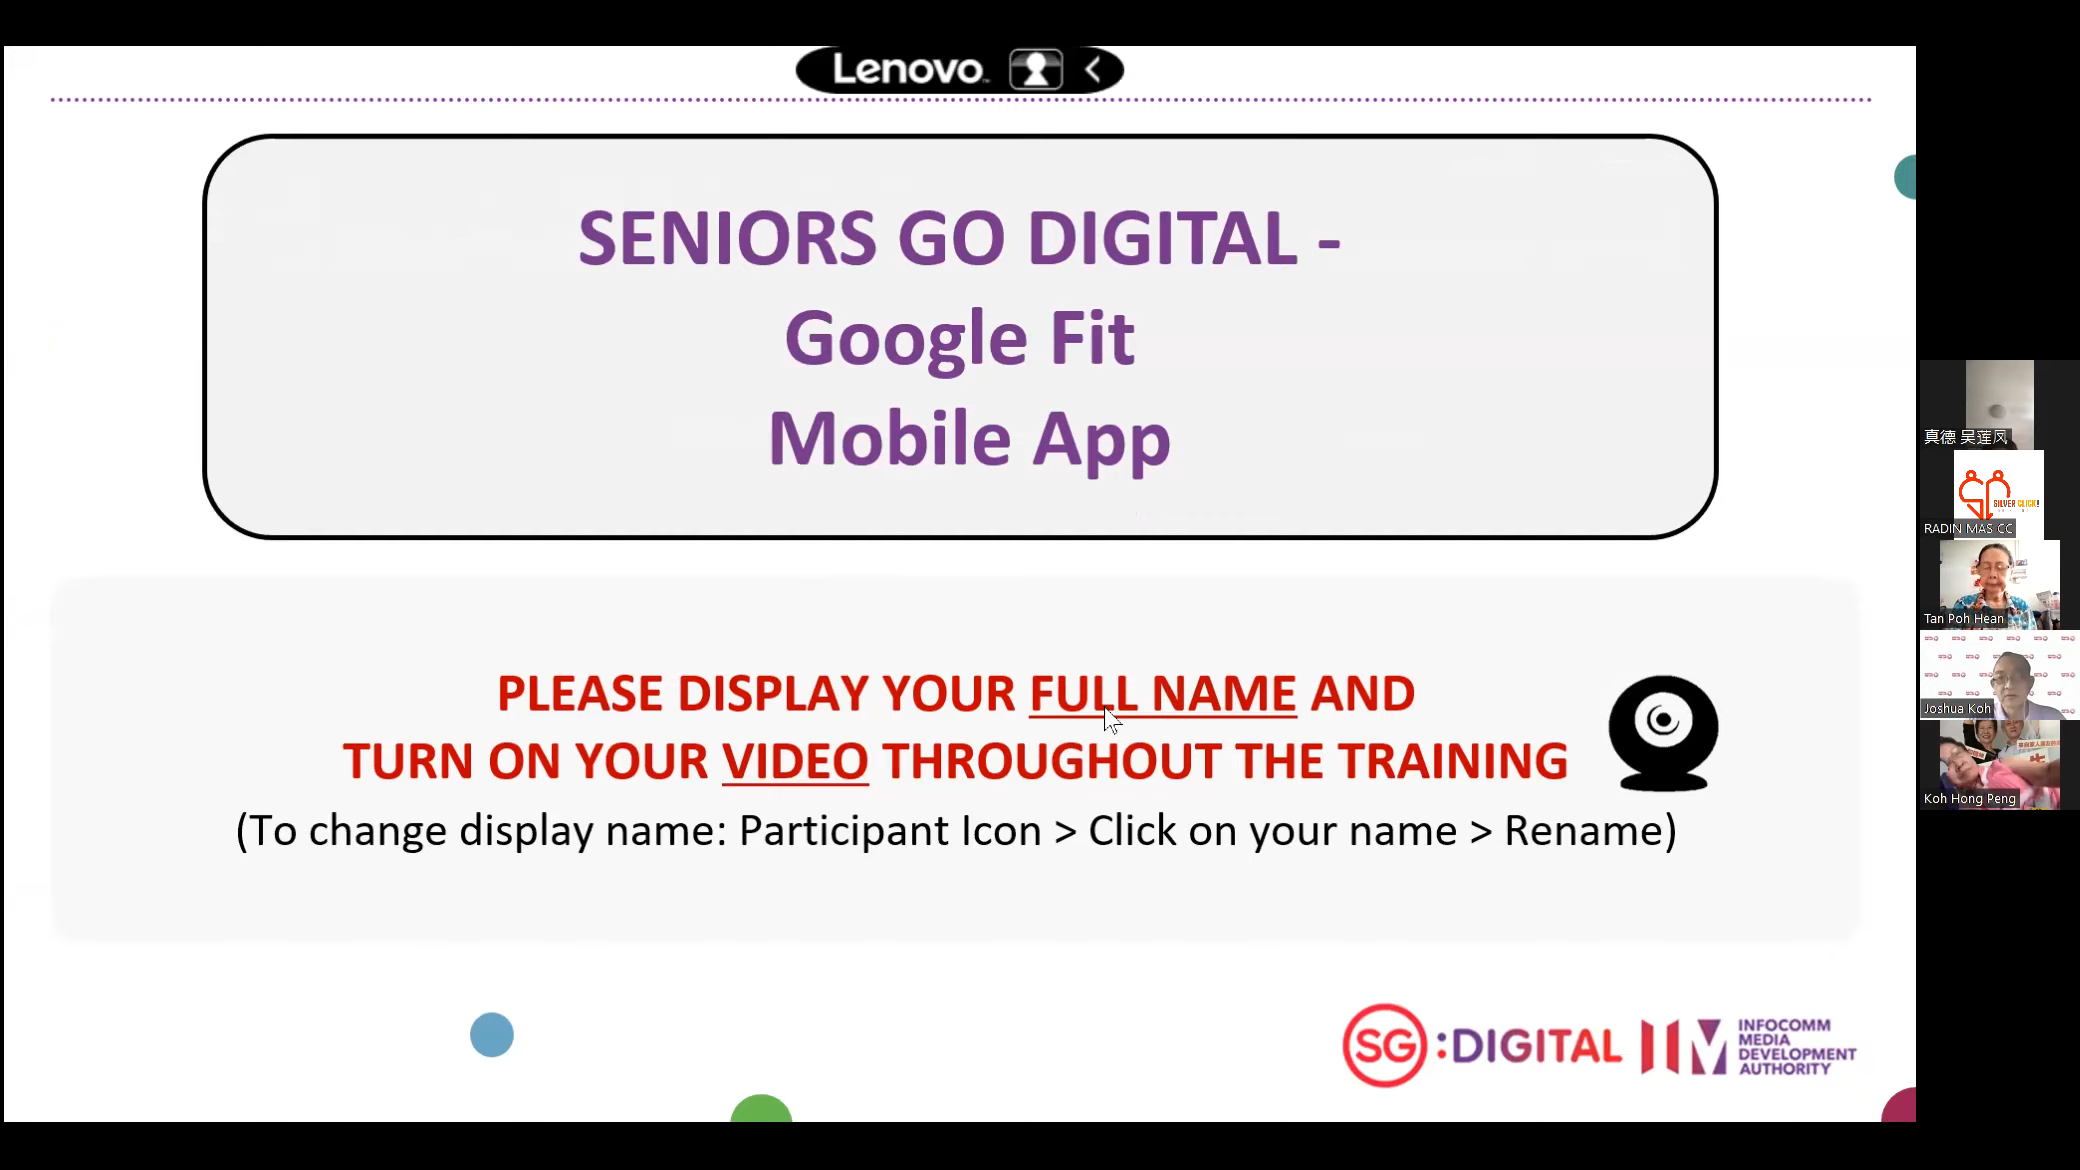 Lenovo
SENIORS GO DIGITAL -
Google Fit
Mobile App
PLEASE DISPLAY YOUR FULL NAME AND
TURN ON YOUR VIDEO THROUGHOUT THE TRAINING
(To change display name: Participant Icon > Click on your name > Rename)
SG:DIGITAL
INFOCOMM
MEDIA
DEVELOPMENT
AUTHORITY
真德 吴莲凤
SILVER CLICK!
RADIN MAS CC
Tan Poh Hean
Joshua Koh
Koh Hong Peng